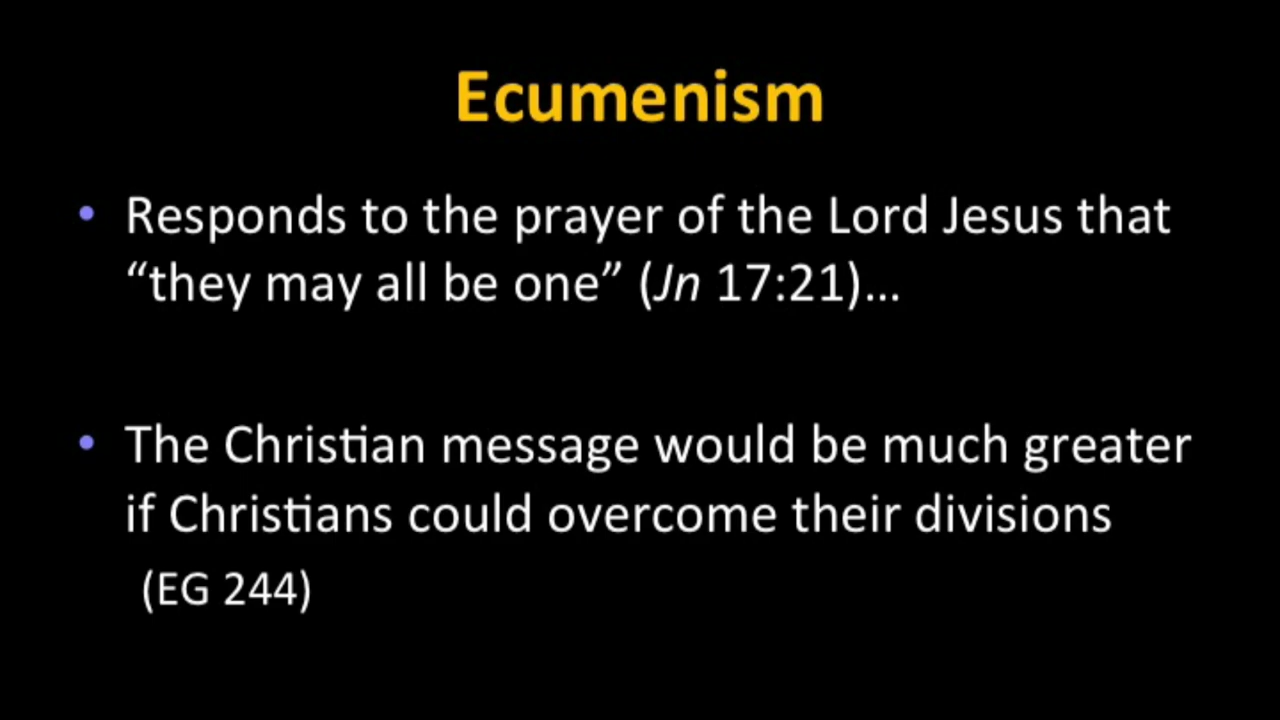 Ecumenism
• Responds to the prayer of the Lord Jesus that
“they may all be one” (Jn 17:21)...
• The Christian message would be much greater
if Christians could overcome their divisions
(EG 244)